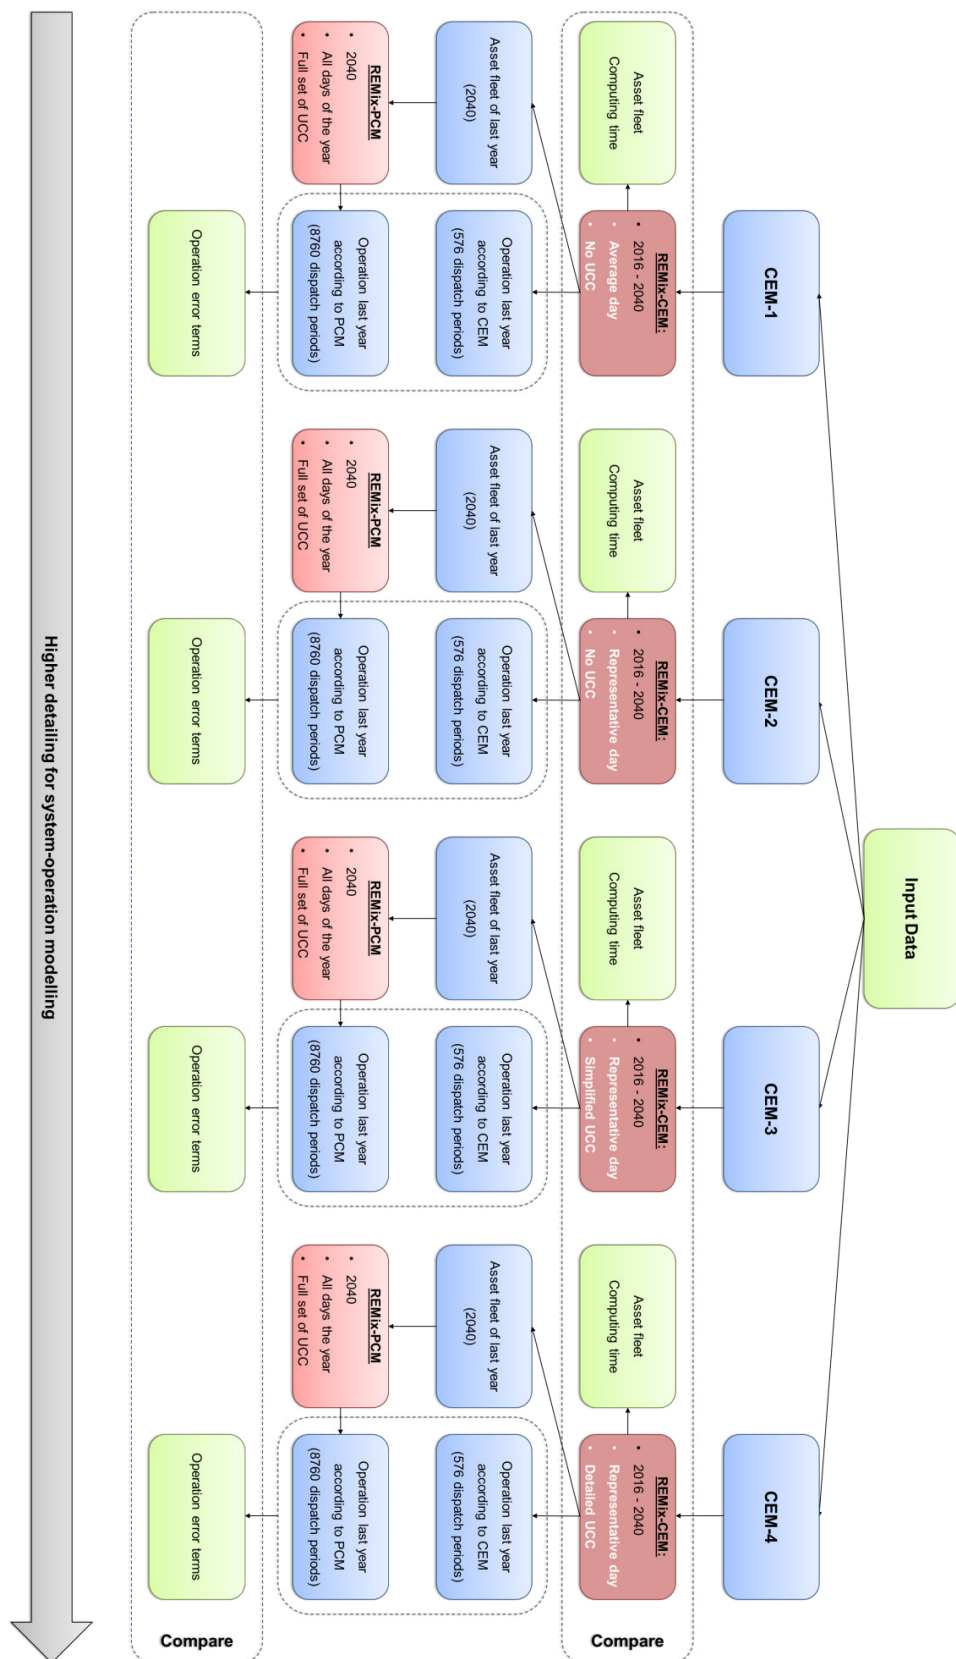 Input Data
CEM-1
CEM-2
CEM-3
CEM-4
Asset fleet
Computing time
REMix-CEM:
• 2016 - 2040
• Average day
• No UCC
Asset fleet
Computing time
REMix-CEM:
• 2016 - 2040
• Representative day
• No UCC
Asset fleet
Computing time
REMix-CEM:
• 2016 - 2040
• Representative day
• Simplified UCC
Asset fleet
Computing time
REMix-CEM:
• 2016 - 2040
• Representative day
• Detailed UCC
Compare
Asset fleet of last year
(2040)
Operation last year
according to CEM
(576 dispatch periods)
Asset fleet of last year
(2040)
Operation last year
according to CEM
(576 dispatch periods)
Asset fleet of last year
(2040)
Operation last year
according to CEM
(576 dispatch periods)
Asset fleet of last year
(2040)
Operation last year
according to CEM
(576 dispatch periods)
REMix-PCM
• 2040
• All days of the year
• Full set of UCC
Operation last year
according to PCM
(8760 dispatch periods)
REMix-PCM
• 2040
• All days of the year
• Full set of UCC
Operation last year
according to PCM
(8760 dispatch periods)
REMix-PCM
• 2040
• All days of the year
• Full set of UCC
Operation last year
according to PCM
(8760 dispatch periods)
REMix-PCM
• 2040
• All days the year
• Full set of UCC
Operation last year
according to PCM
(8760 dispatch periods)
Operation error terms
Operation error terms
Operation error terms
Operation error terms
Compare
Higher detailing for system-operation modelling